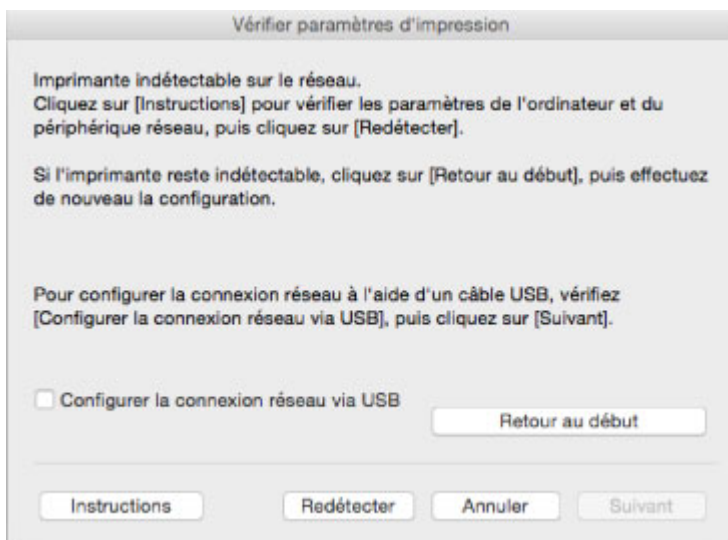 Vérifier paramètres d'impression
Imprimante indétectable sur le réseau.
Cliquez sur [Instructions] pour vérifier les paramètres de l'ordinateur et du
périphérique réseau, puis cliquez sur [Redétecter].
Si l'imprimante reste indétectable, cliquez sur [Retour au début], puis effectuez
de nouveau la configuration.
Pour configurer la connexion réseau à l'aide d'un câble USB, vérifiez
[Configurer la connexion réseau via USB], puis cliquez sur [Suivant].
Configurer la connexion réseau via USB
Retour au début
Instructions Redétecter Annuler Suivant